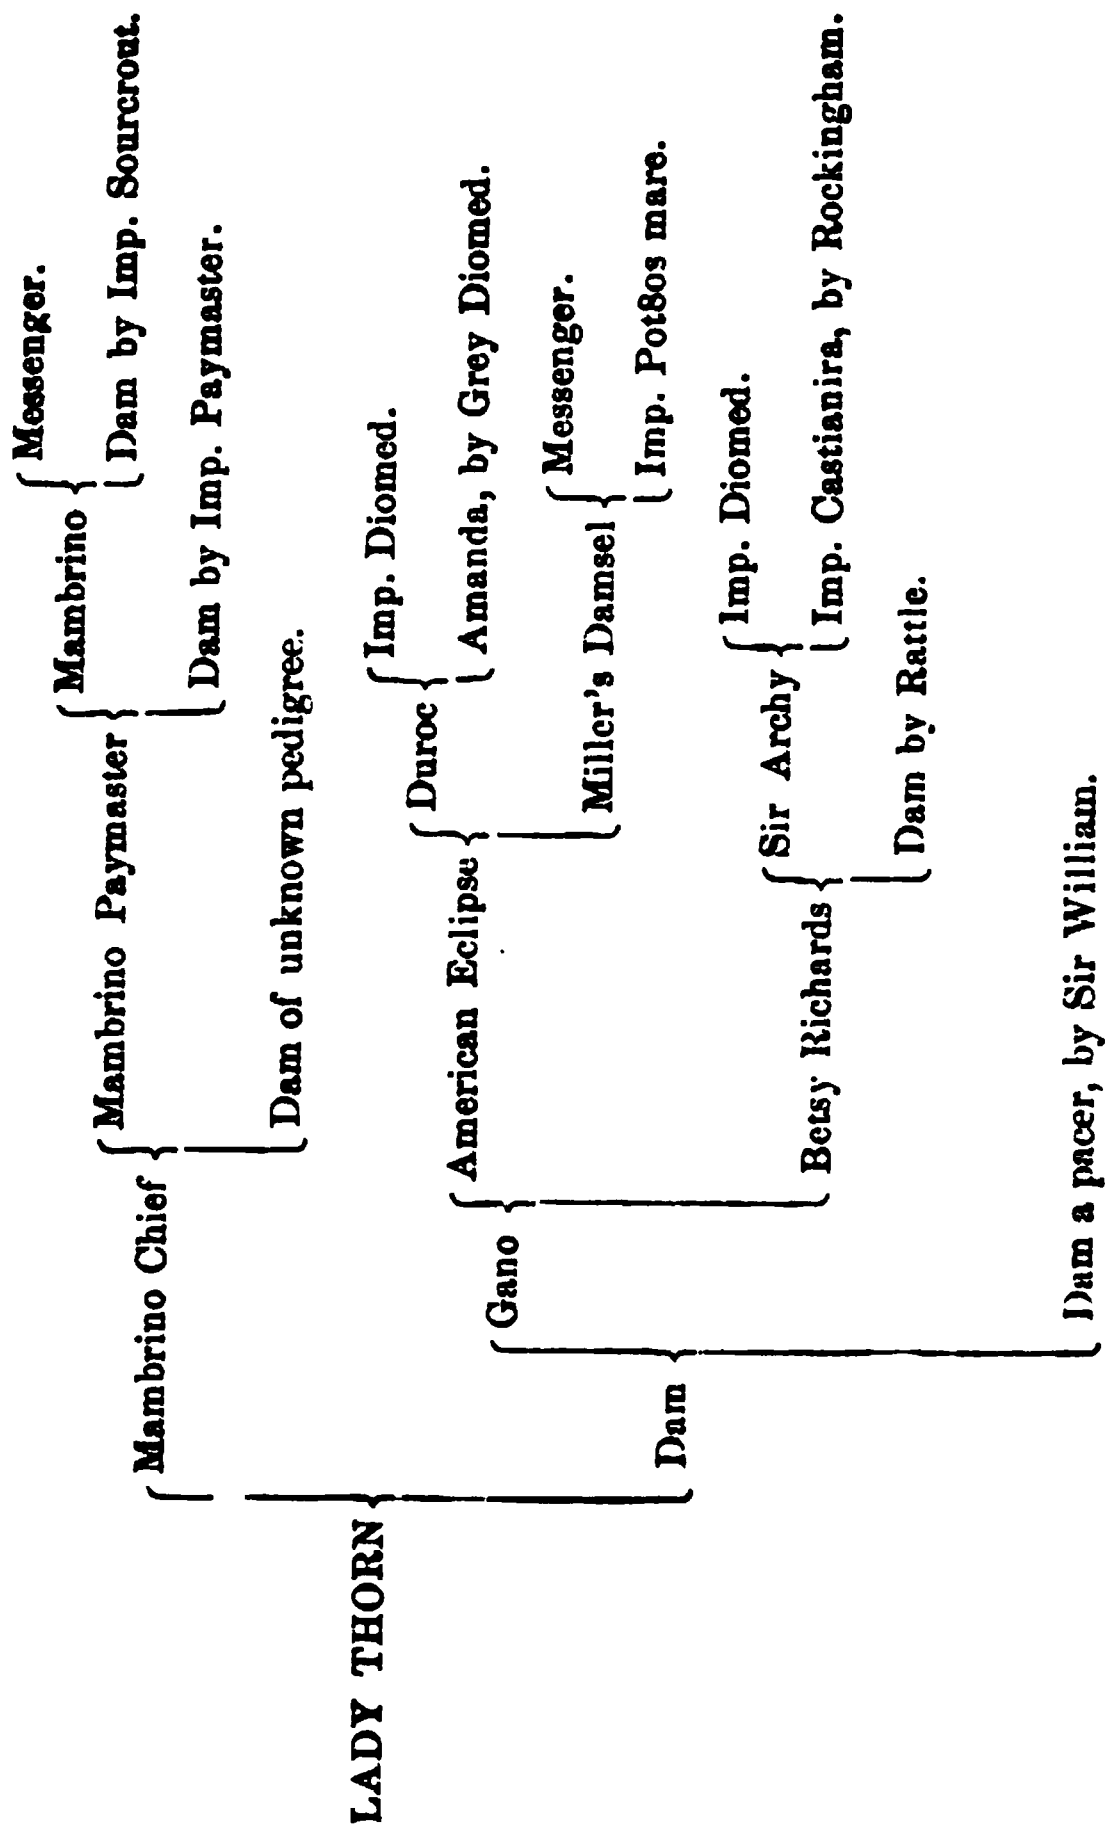 LADY THORN
Mambrino Chief
Mambrino Paymaster
Mambrino
Messenger.
Dam by Imp. Sourcrout.
Dam by Imp. Paymaster.
Dam of unknown pedigree.
Dam
Gano
American Eclipse
Duroc
Imp. Diomed.
Amanda, by Grey Diomed.
Miller's Damsel
Messenger.
Imp. Pot8os mare.
Betsy Richards
Sir Archy
Imp. Diomed.
Imp. Castianira, by Rockingham.
Dam by Rattle.
Dam a pacer, by Sir William.